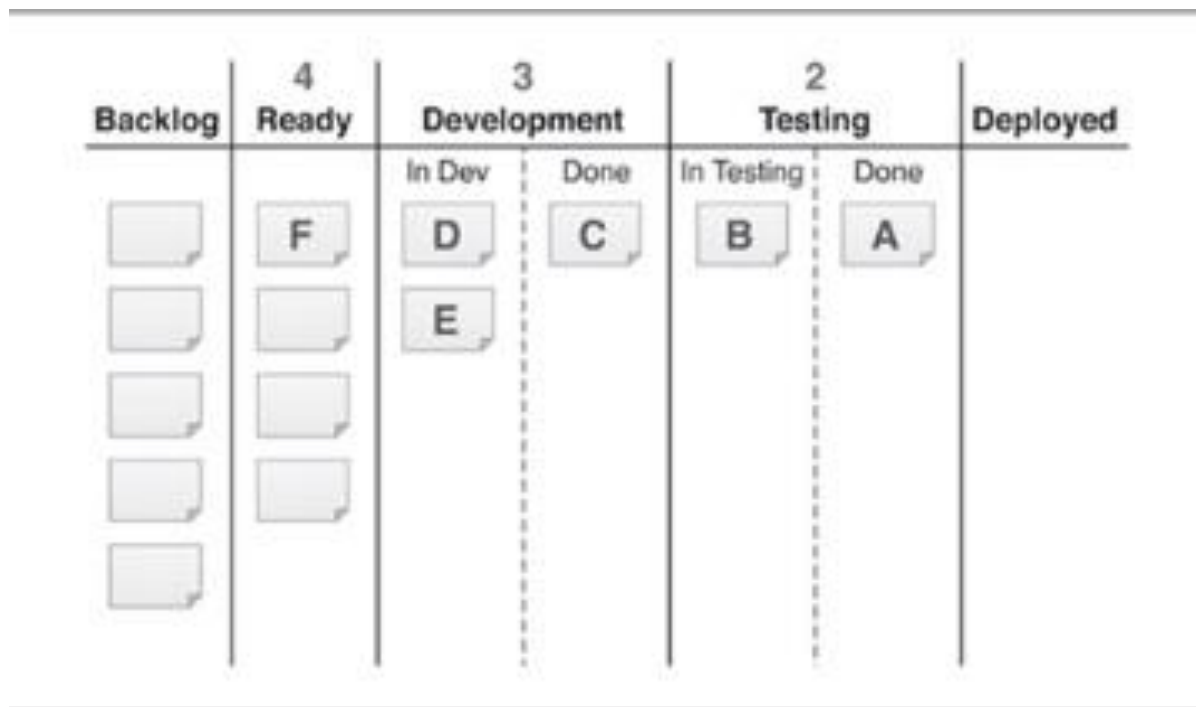 4 3 2
Backlog Ready Development Testing Deployed
In Dev Done In Testing Done
F D C B A
E